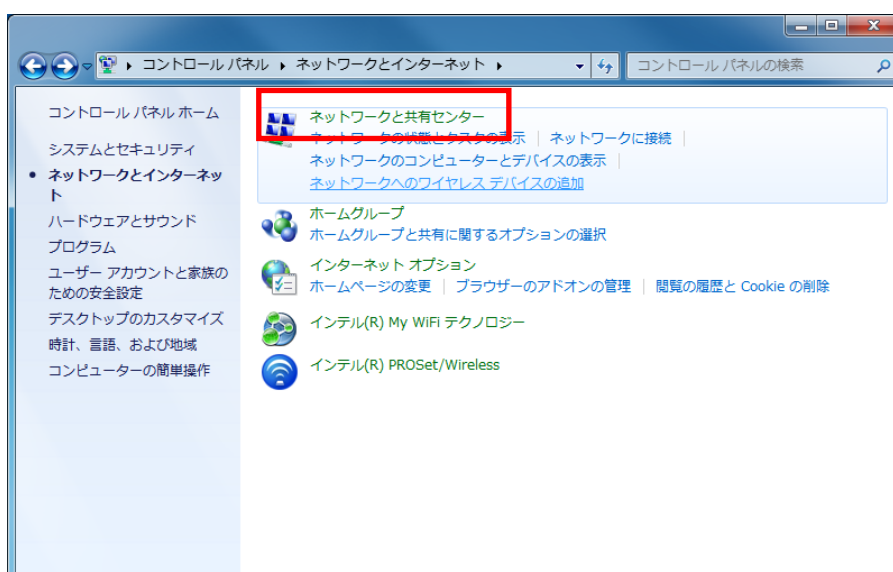 コントロール パネル ▸ ネットワークとインターネット ▸
コントロール パネルの検索
コントロール パネル ホーム
システムとセキュリティ
• ネットワークとインターネッ
ト
ハードウェアとサウンド
プログラム
ユーザー アカウントと家族の
ための安全設定
デスクトップのカスタマイズ
時計、言語、および地域
コンピューターの簡単操作
ネットワークと共有センター
ネットワークの状態とタスクの表示 | ネットワークに接続 |
ネットワークのコンピューターとデバイスの表示 |
ネットワークへのワイヤレス デバイスの追加
ホームグループ
ホームグループと共有に関するオプションの選択
インターネット オプション
ホームページの変更 | ブラウザーのアドオンの管理 | 閲覧の履歴と Cookie の削除
インテル(R) My WiFi テクノロジー
インテル(R) PROSet/Wireless